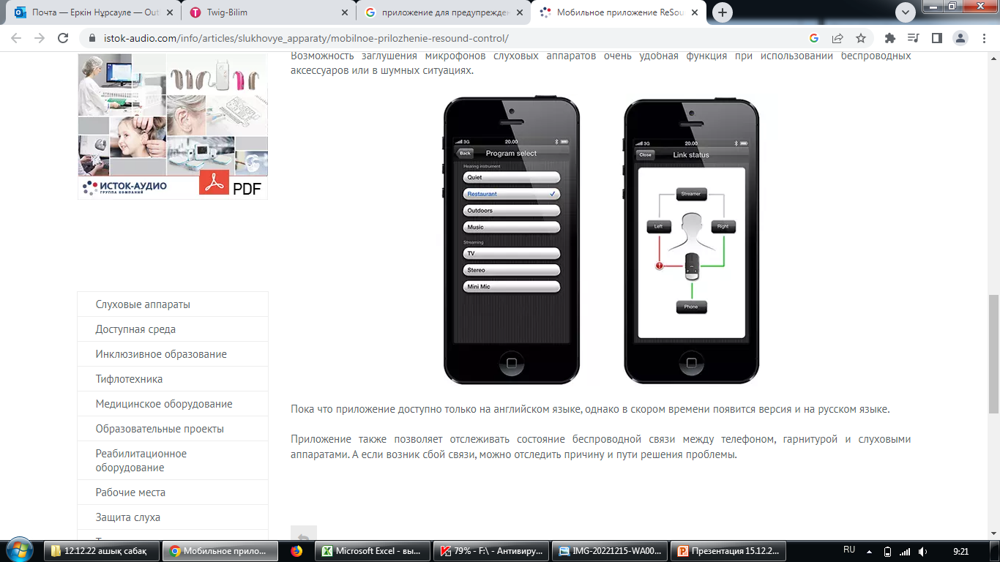 Почта — Еркін Нұрсауле — Out
Twig-Bilim
приложение для предупрежден
Мобильное приложение ReSou
istok-audio.com/info/articles/slukhovye_apparaty/mobilnoe-prilozhenie-resound-control/
Возможность заглушения микрофонов слуховых аппаратов очень удобная функция при использовании беспроводных
аксессуаров или в шумных ситуациях.
ИСТОК-АУДИО
ГРУППА КОМПАНИЙ
PDF
3G 20.00
Back Program select
Hearing instrument
Quiet
Restaurant
Outdoors
Music
Streaming
TV
Stereo
Mini Mic
3G 20.00
Close Link status
Streamer
Left Right
Phone
Слуховые аппараты
Доступная среда
Инклюзивное образование
Тифлотехника
Медицинское оборудование
Образовательные проекты
Реабилитационное
оборудование
Рабочие места
Защита слуха
Пока что приложение доступно только на английском языке, однако в скором времени появится версия и на русском языке.
Приложение также позволяет отслеживать состояние беспроводной связи между телефоном, гарнитурой и слуховыми
аппаратами. А если возник сбой связи, можно отследить причину и пути решения проблемы.
12.12.22 ашық сабақ
Мобильное прило...
Microsoft Excel - вы...
79% - F:\ - Антивиру...
IMG-20221215-WA00...
Презентация 15.12.2...
RU
9:21